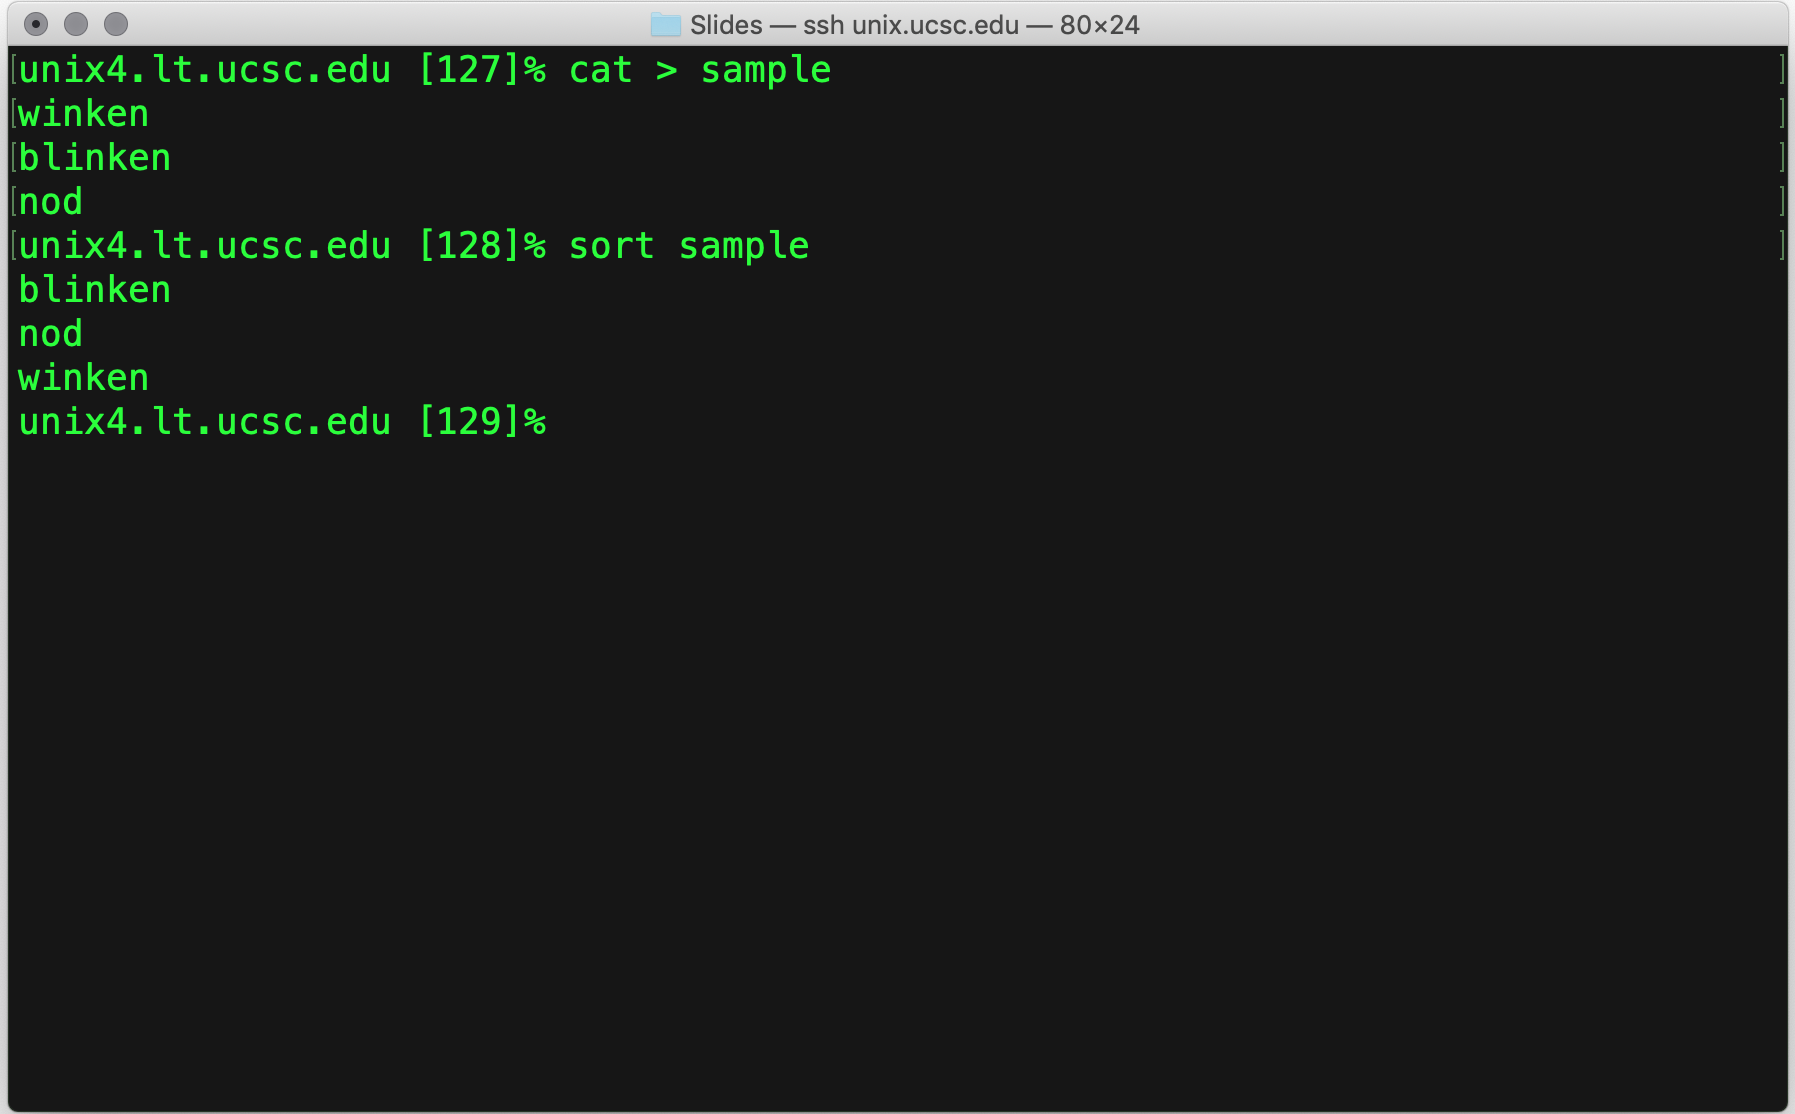 Slides — ssh unix.ucsc.edu — 80×24
[unix4.lt.ucsc.edu [127]% cat > sample ]
[winken ]
[blinken ]
[nod ]
[unix4.lt.ucsc.edu [128]% sort sample ]
blinken
nod
winken
unix4.lt.ucsc.edu [129]%